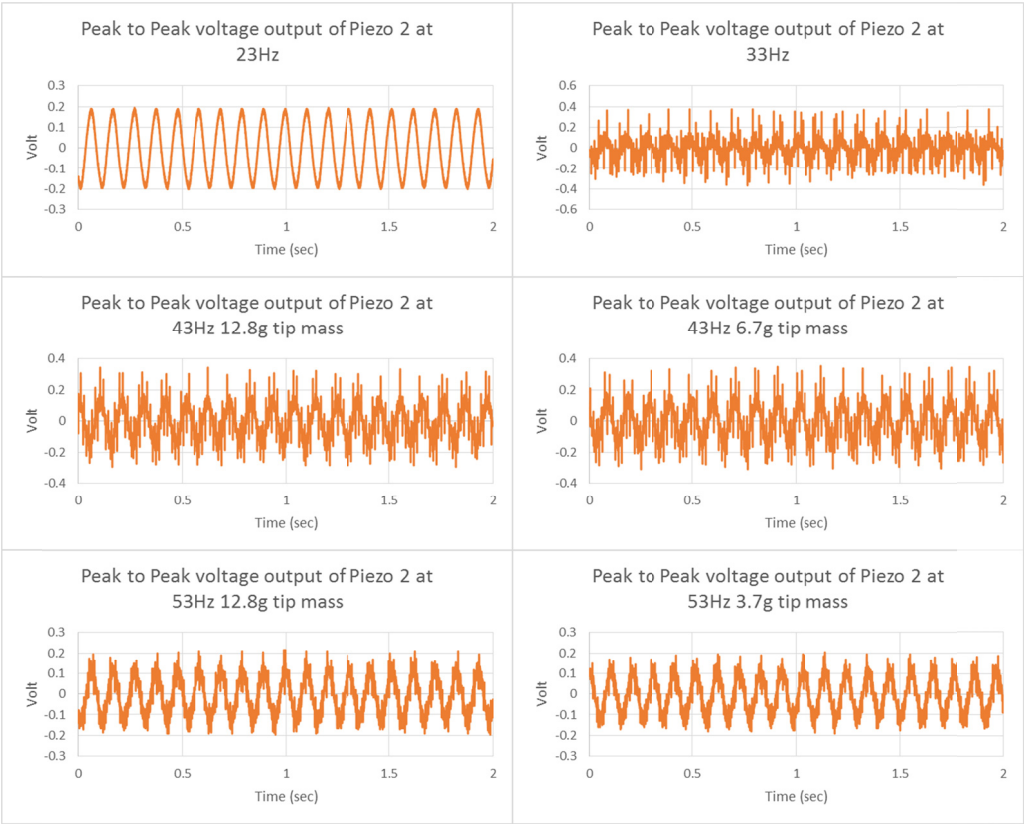 Peak to Peak voltage output of Piezo 2 at
23Hz
0.3
0.2
0.1
0
-0.1
-0.2
-0.3
Volt
0 0.5 1 1.5 2
Time (sec)
Peak to Peak voltage output of Piezo 2 at
33Hz
0.6
0.4
0.2
0
-0.2
-0.4
-0.6
Volt
0 0.5 1 1.5 2
Time (sec)
Peak to Peak voltage output of Piezo 2 at
43Hz 12.8g tip mass
0.4
0.2
0
-0.2
-0.4
Volt
0 0.5 1 1.5 2
Time (sec)
Peak to Peak voltage output of Piezo 2 at
43Hz 6.7g tip mass
0.4
0.2
0
-0.2
-0.4
Volt
0 0.5 1 1.5 2
Time (sec)
Peak to Peak voltage output of Piezo 2 at
53Hz 12.8g tip mass
0.3
0.2
0.1
0
-0.1
-0.2
-0.3
Volt
0 0.5 1 1.5 2
Time (sec)
Peak to Peak voltage output of Piezo 2 at
53Hz 3.7g tip mass
0.3
0.2
0.1
0
-0.1
-0.2
-0.3
Volt
0 0.5 1 1.5 2
Time (sec)